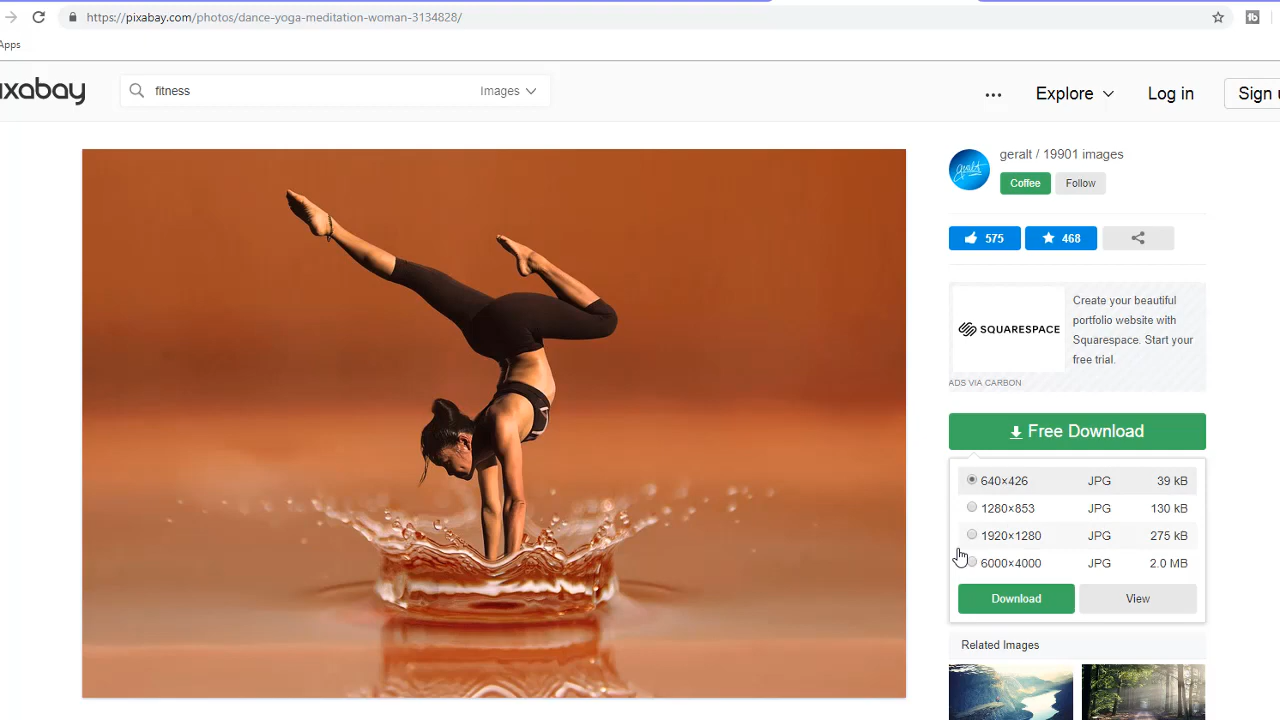 https://pixabay.com/photos/dance-yoga-meditation-woman-3134828/
Apps
ixabay
fitness
Images
Explore
Log in
Sign u
geralt / 19901 images
Coffee
Follow
575
468
SQUARESPACE
Create your beautiful
portfolio website with
Squarespace. Start your
free trial.
ADS VIA CARBON
Free Download
640×426 JPG 39 kB
1280×853 JPG 130 kB
1920×1280 JPG 275 kB
6000×4000 JPG 2.0 MB
Download
View
Related Images